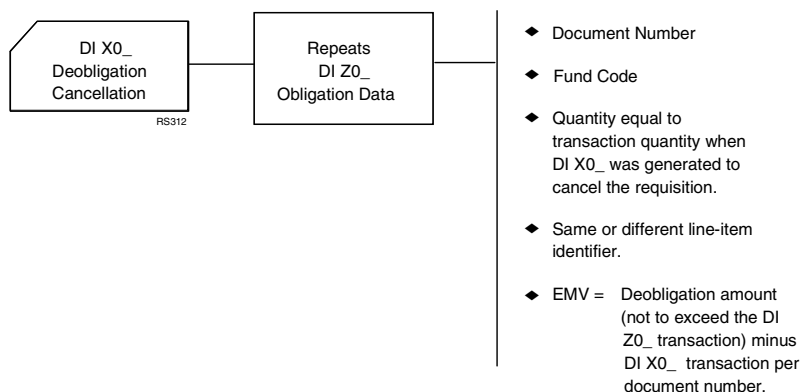 DI X0_
Deobligation
Cancellation
RS312
Repeats
DI Z0_
Obligation Data
◆ Document Number
◆ Fund Code
◆ Quantity equal to
transaction quantity when
DI X0_ was generated to
cancel the requisition.
◆ Same or different line-item
identifier.
◆ EMV = Deobligation amount
(not to exceed the DI
Z0_ transaction) minus
DI X0_ transaction per
document number.